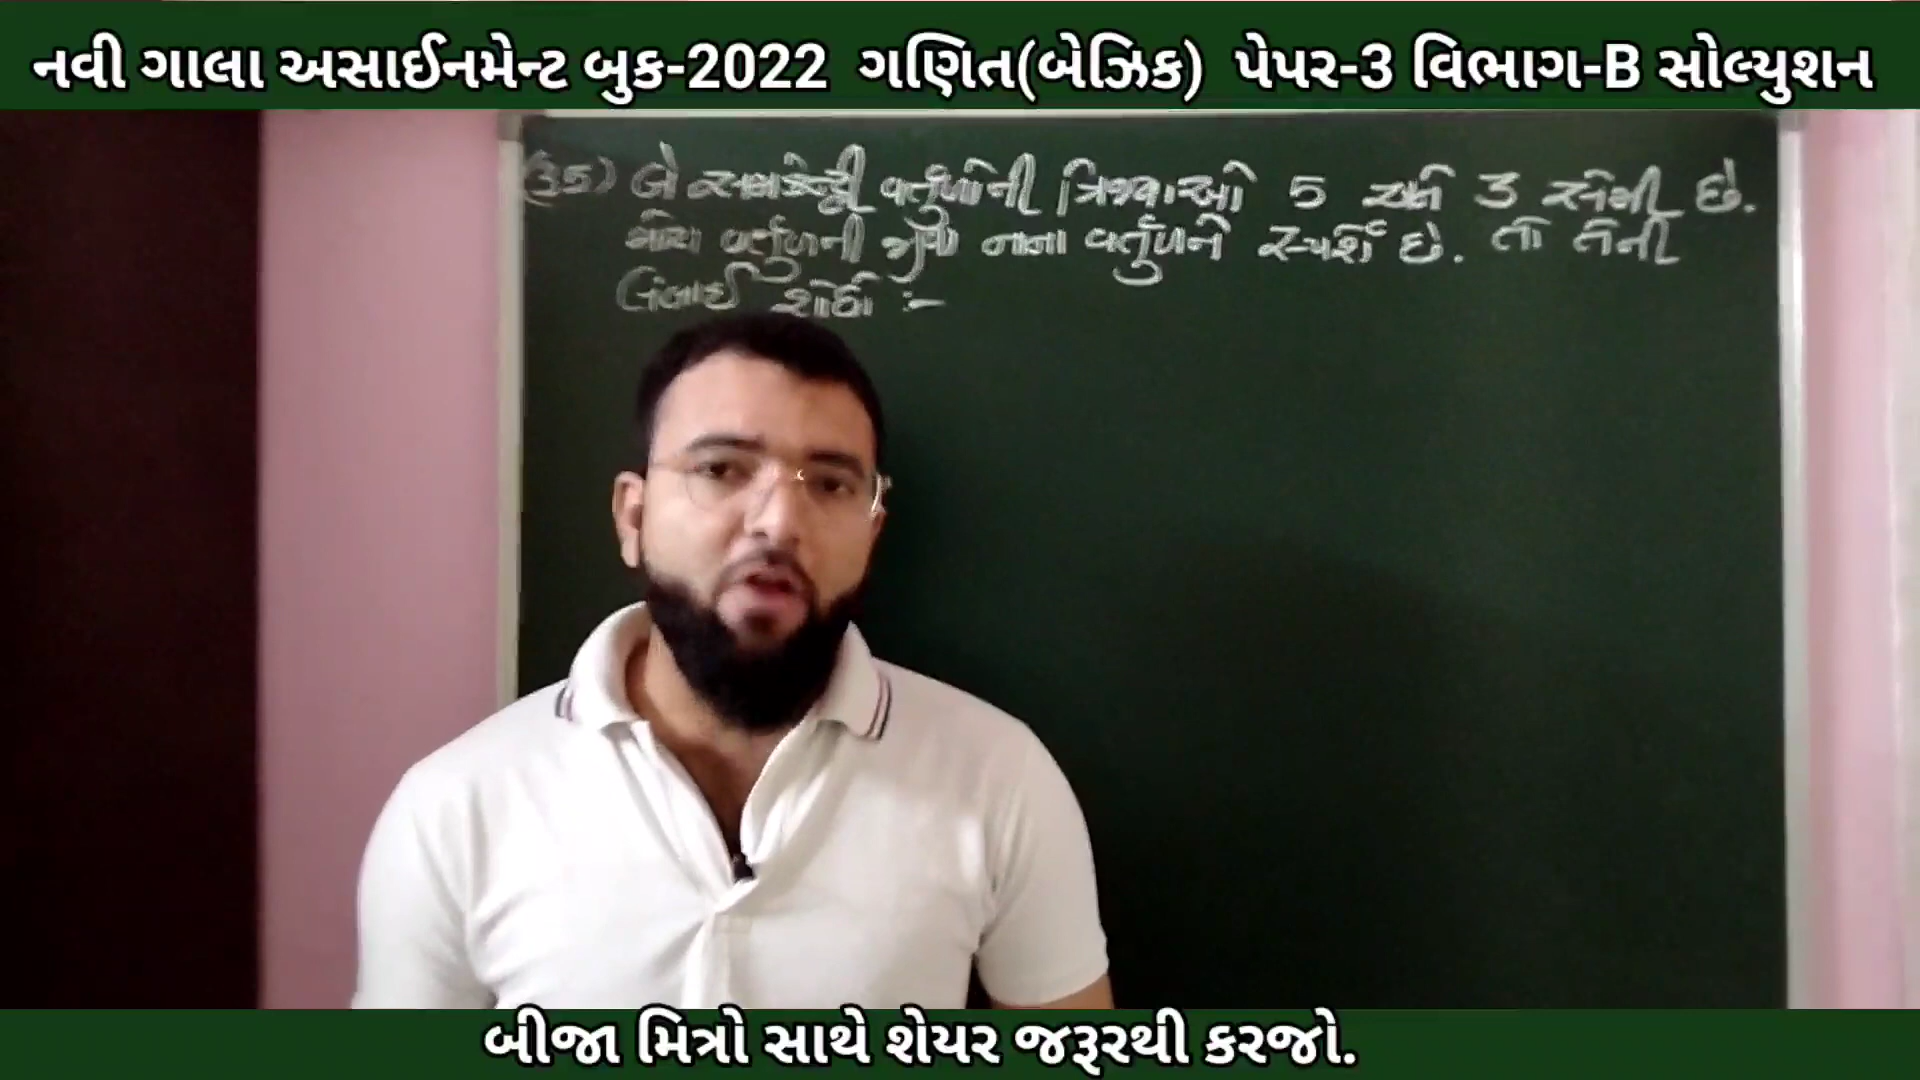 નવી ગાલા અસાઈનમેન્ટ બુક-2022 ગણિત(બેઝિક) પેપર-3 વિભાગ-B સોલ્યુશન
(35) બે સમકેન્દ્રી વર્તુળોની ત્રિજ્યાઓ 5 અને 3 સેમી છે.
મોટા વર્તુળની જીવા નાના વર્તુળને સ્પર્શે છે. તો તેની
લંબાઈ શોધો :-
બીજા મિત્રો સાથે શેયર જરૂરથી કરજો.